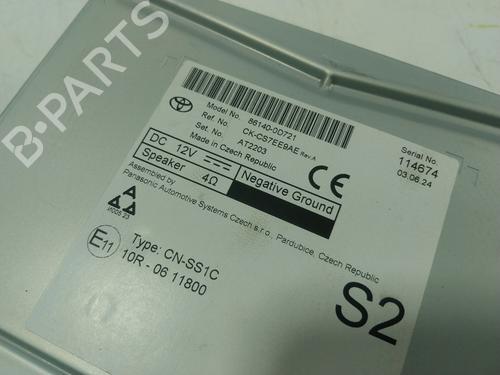 B-PARTS
Model No. 86140-0D721
Ref. No. CK-CS7EE9AE Rev.A
Set. No. AT2203
Made in Czech Republic
Serial No.
114674
03.06.24
DC 12V
Speaker 4Ω
Negative Ground
CE
Assembled by
Panasonic Automotive Systems Czech s.r.o., Pardubice, Czech Republic
E11
Type: CN-SS1C
10R - 06 11800
S2